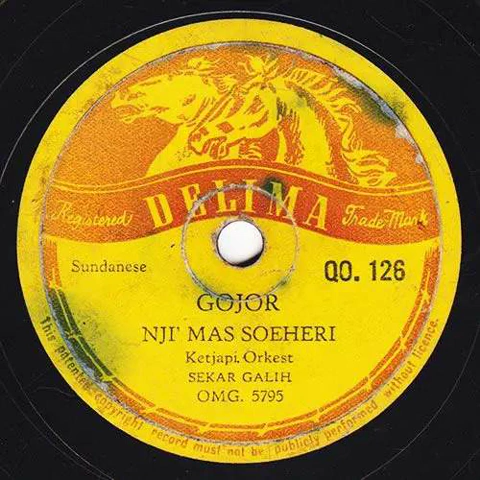 Registered DELIMA Trade-Mark
Sundanese
QO. 126
GOJOR
NJI' MAS SOEHERI
Ketjapi. Orkest
SEKAR GALIH
OMG. 5795
This patented copyright record must not be publicly performed without licence.